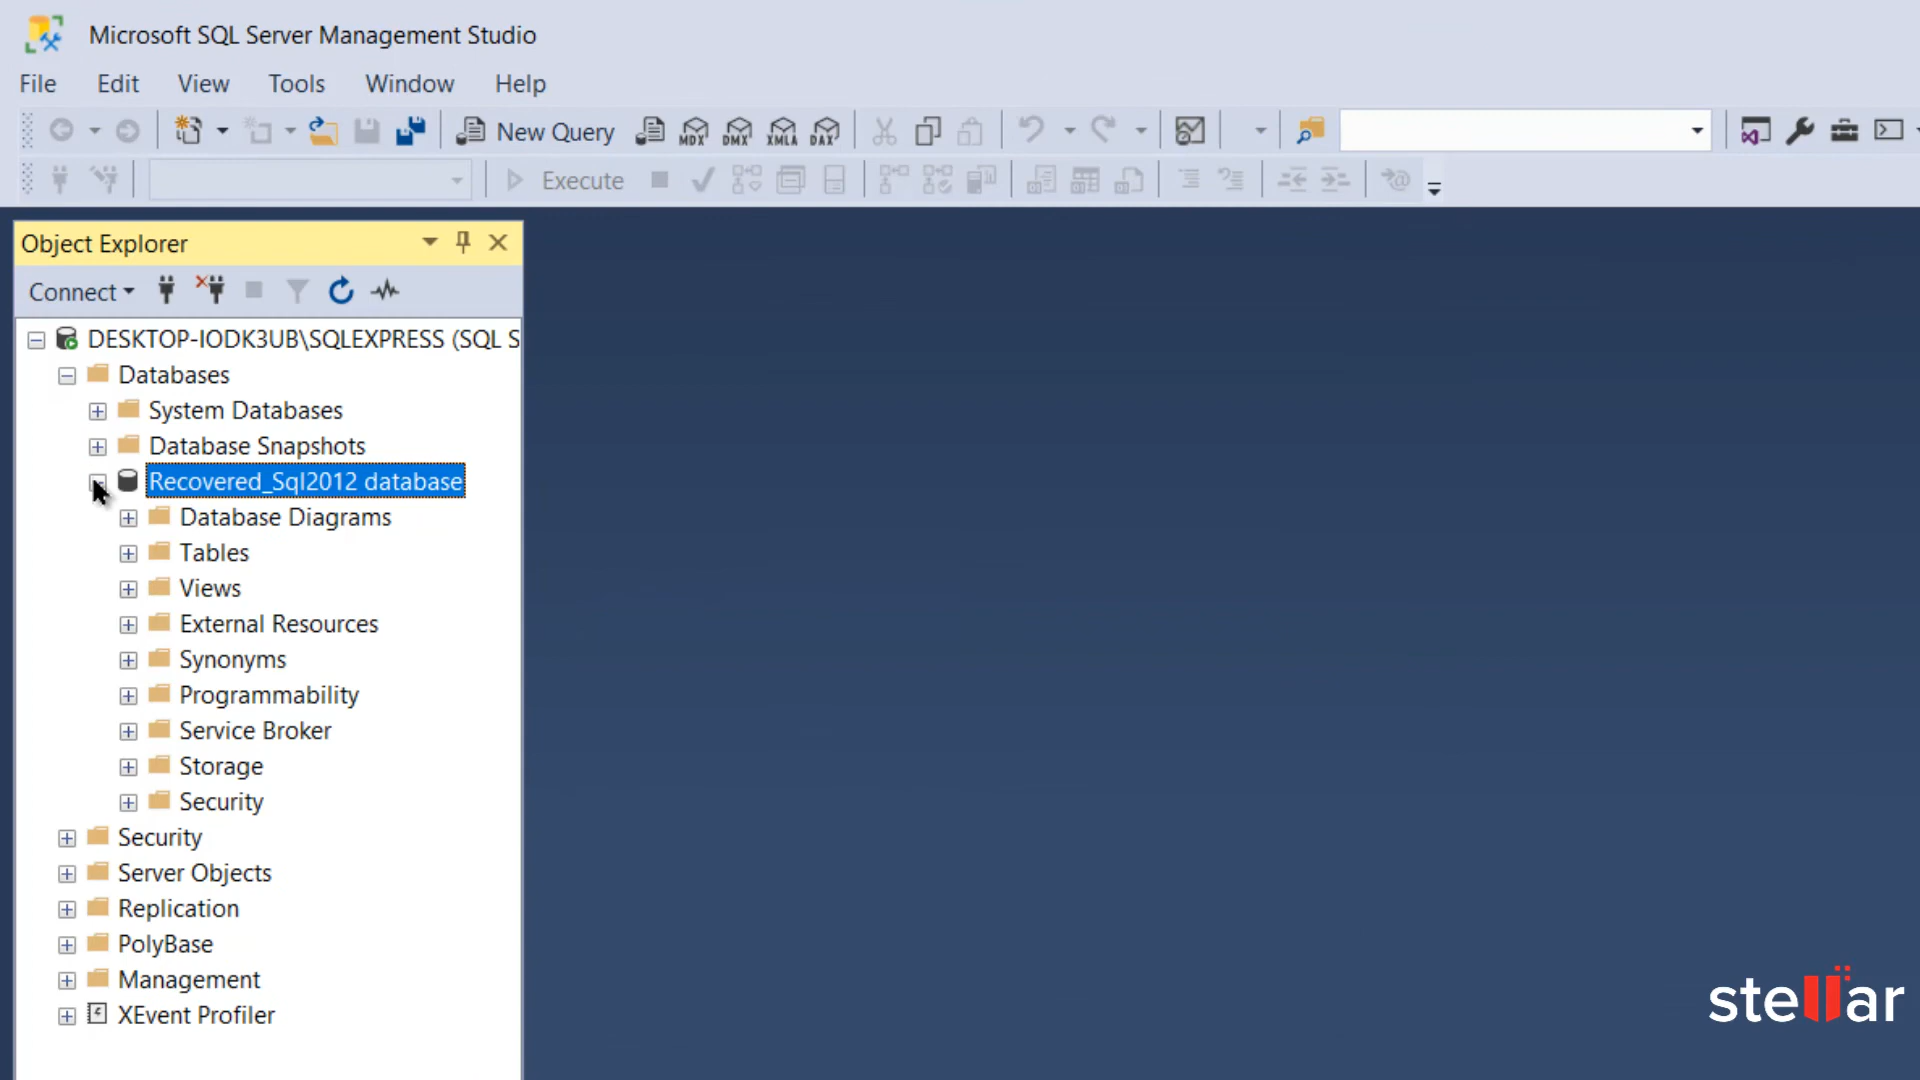 Microsoft SQL Server Management Studio
File Edit View Tools Window Help
New Query MDX DMX XMLA DAX
Execute
Object Explorer
Connect
DESKTOP-IODK3UB\SQLEXPRESS (SQL S
Databases
System Databases
Database Snapshots
Recovered_Sql2012 database
Database Diagrams
Tables
Views
External Resources
Synonyms
Programmability
Service Broker
Storage
Security
Security
Server Objects
Replication
PolyBase
Management
XEvent Profiler
stellar